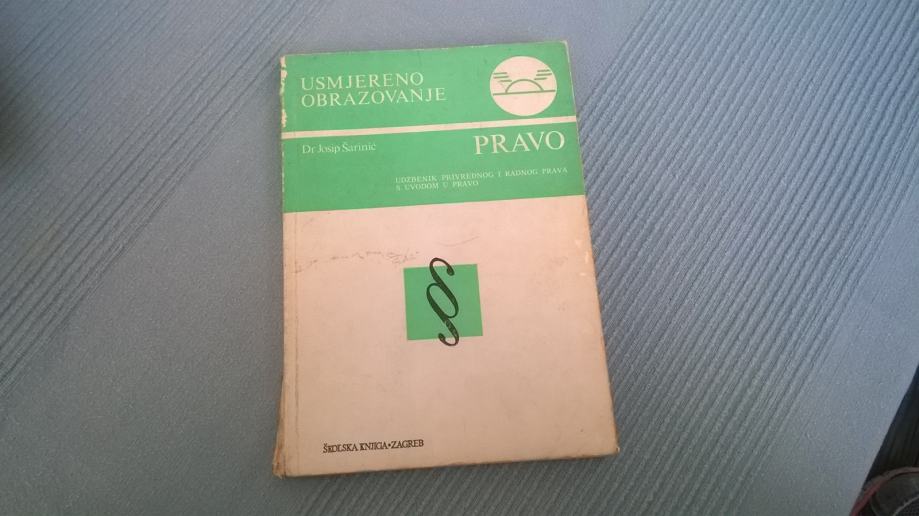 USMJERENO
OBRAZOVANJE
Dr Josip Šarinić
PRAVO
UDŽBENIK PRIVREDNOG I RADNOG PRAVA
S UVODOM U PRAVO
§
ŠKOLSKA KNJIGA•ZAGREB